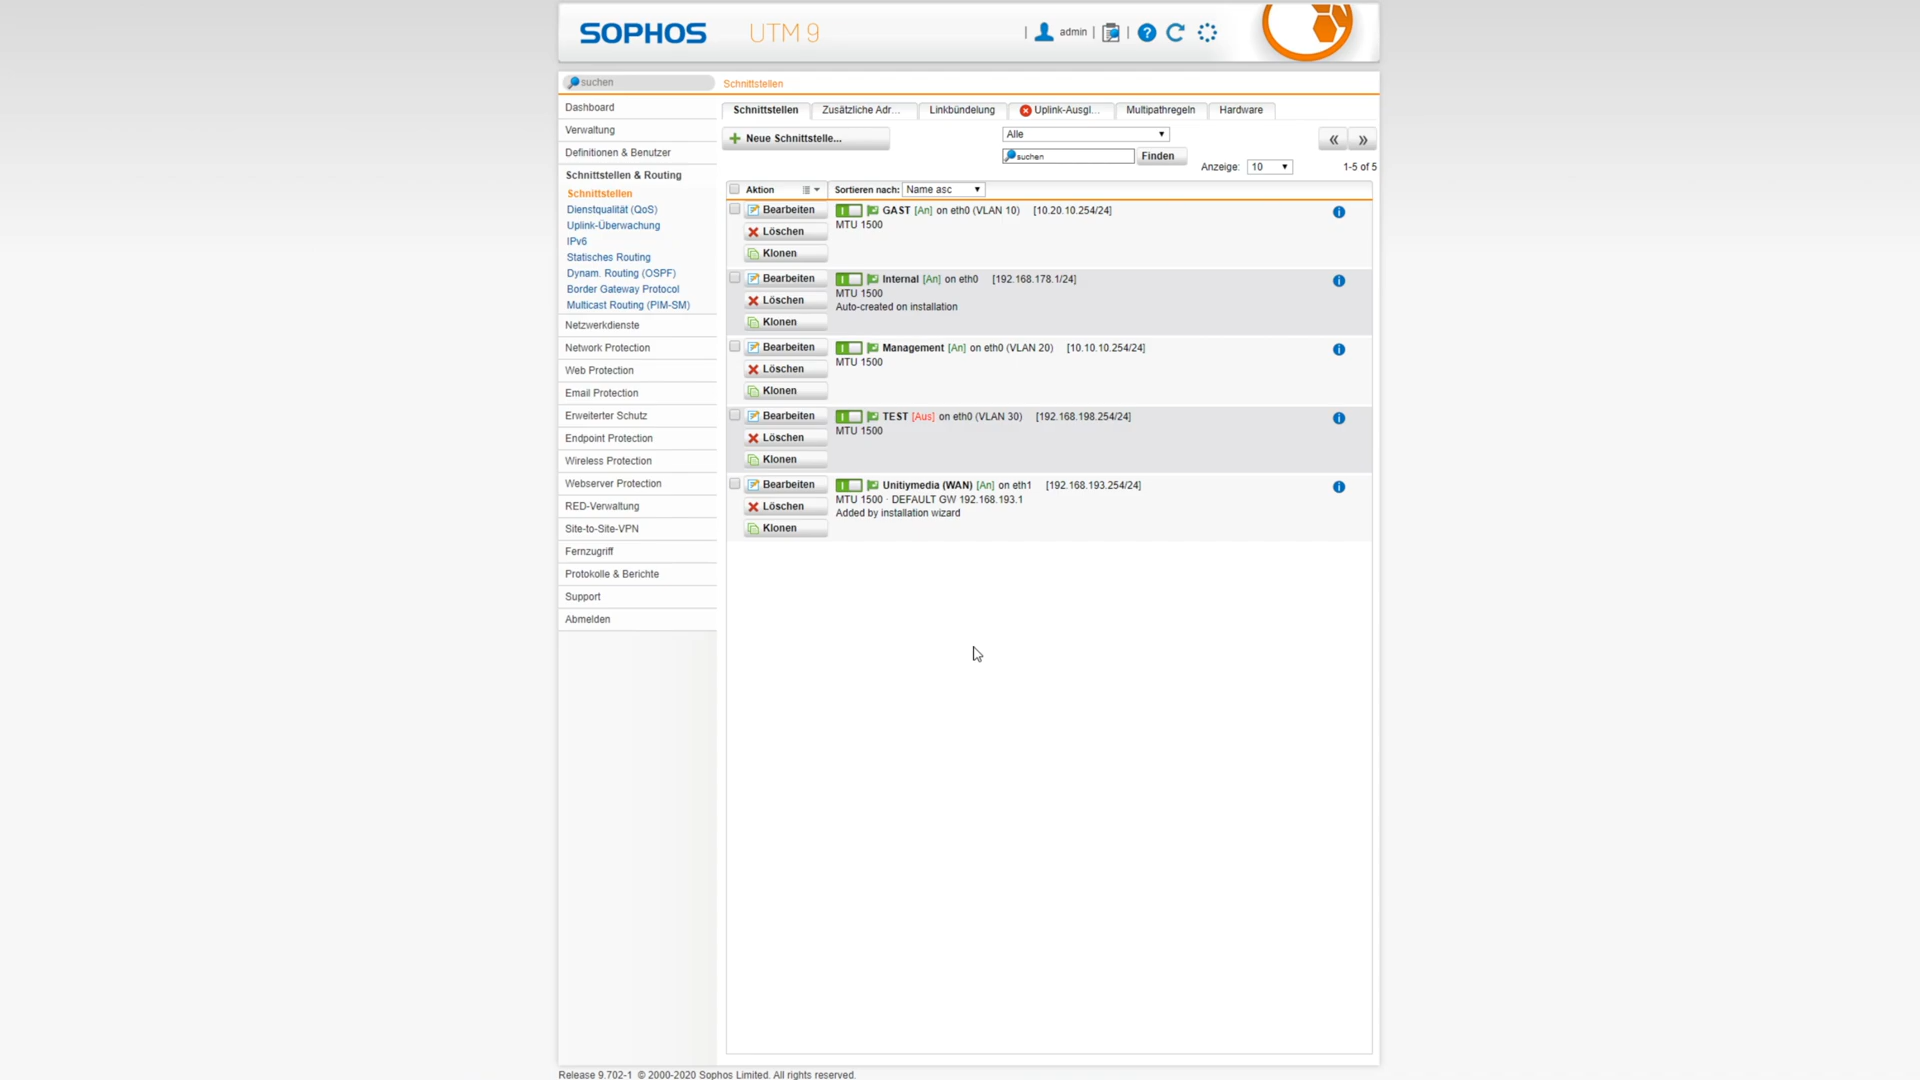 SOPHOS UTM 9
| admin | | ?
suchen
Schnittstellen
Dashboard
Verwaltung
Definitionen & Benutzer
Schnittstellen & Routing
Schnittstellen
Dienstqualität (QoS)
Uplink-Überwachung
IPv6
Statisches Routing
Dynam. Routing (OSPF)
Border Gateway Protocol
Multicast Routing (PIM-SM)
Netzwerkdienste
Network Protection
Web Protection
Email Protection
Erweiterter Schutz
Endpoint Protection
Wireless Protection
Webserver Protection
RED-Verwaltung
Site-to-Site-VPN
Fernzugriff
Protokolle & Berichte
Support
Abmelden
Schnittstellen Zusätzliche Adr... Linkbündelung Uplink-Ausgl... Multipathregeln Hardware
Neue Schnittstelle...
Alle
suchen Finden
« »
Anzeige: 10 1-5 of 5
Aktion Sortieren nach: Name asc
Bearbeiten GAST [An] on eth0 (VLAN 10) [10.20.10.254/24]
MTU 1500
Löschen
Klonen
Bearbeiten Internal [An] on eth0 [192.168.178.1/24]
MTU 1500
Löschen
Auto-created on installation
Klonen
Bearbeiten Management [An] on eth0 (VLAN 20) [10.10.10.254/24]
MTU 1500
Löschen
Klonen
Bearbeiten TEST [Aus] on eth0 (VLAN 30) [192.168.198.254/24]
MTU 1500
Löschen
Klonen
Bearbeiten Unitiymedia (WAN) [An] on eth1 [192.168.193.254/24]
MTU 1500 · DEFAULT GW 192.168.193.1
Löschen
Added by installation wizard
Klonen
Release 9.702-1 © 2000-2020 Sophos Limited. All rights reserved.